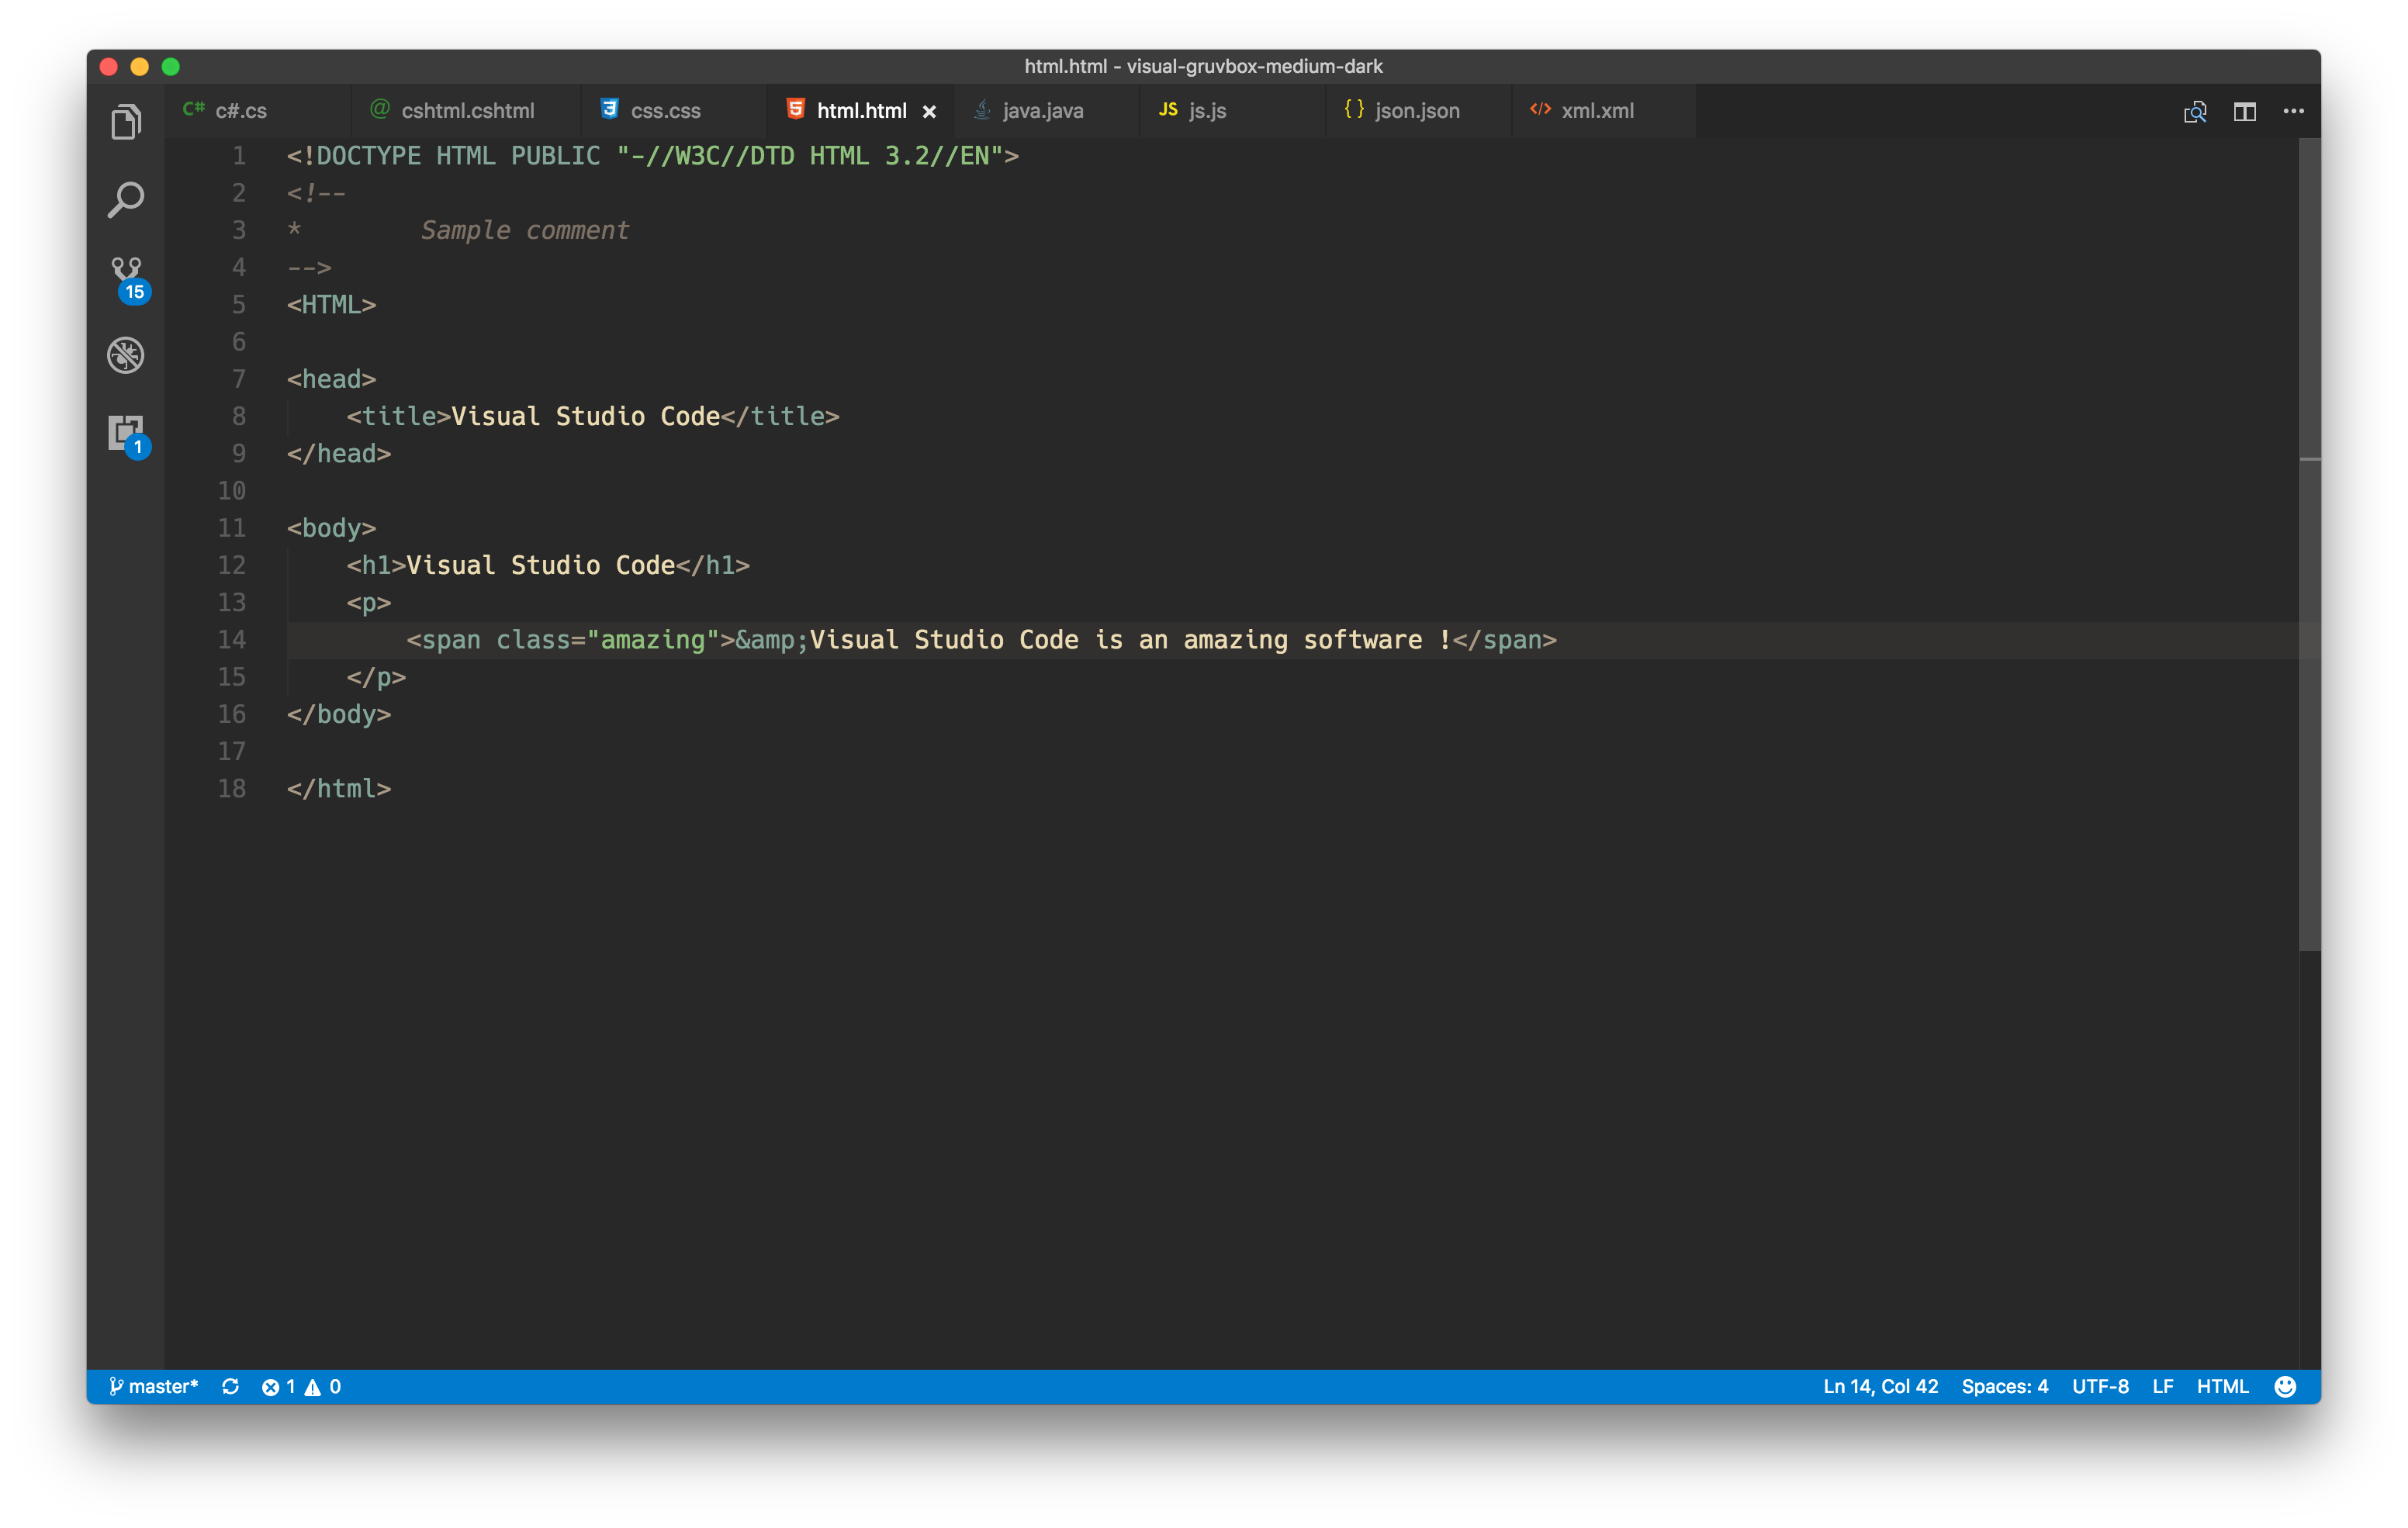 html.html - visual-gruvbox-medium-dark
C# c#.cs @ cshtml.cshtml 3 css.css 5 html.html × java.java JS js.js { } json.json </> xml.xml ...
15
1
1 <!DOCTYPE HTML PUBLIC "-//W3C//DTD HTML 3.2//EN">
2 <!--
3 *        Sample comment
4 -->
5 <HTML>
6
7 <head>
8     <title>Visual Studio Code</title>
9 </head>
10
11 <body>
12     <h1>Visual Studio Code</h1>
13     <p>
14         <span class="amazing">&amp;Visual Studio Code is an amazing software !</span>
15     </p>
16 </body>
17
18 </html>
master* 1 0 Ln 14, Col 42 Spaces: 4 UTF-8 LF HTML